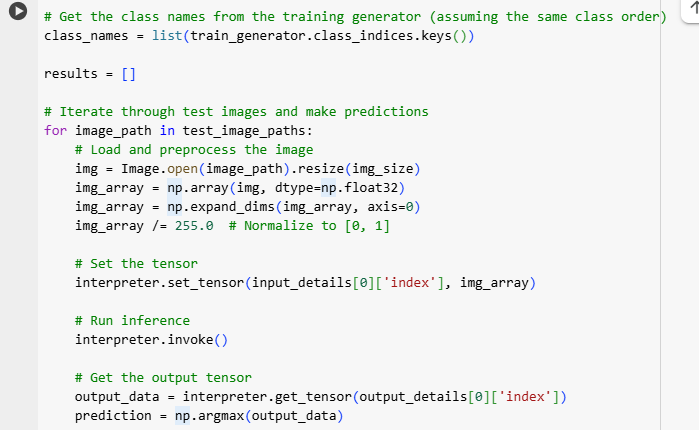 # Get the class names from the training generator (assuming the same class order)
class_names = list(train_generator.class_indices.keys())
results = []
# Iterate through test images and make predictions
for image_path in test_image_paths:
# Load and preprocess the image
img = Image.open(image_path).resize(img_size)
img_array = np.array(img, dtype=np.float32)
img_array = np.expand_dims(img_array, axis=0)
img_array /= 255.0  # Normalize to [0, 1]
# Set the tensor
interpreter.set_tensor(input_details[0]['index'], img_array)
# Run inference
interpreter.invoke()
# Get the output tensor
output_data = interpreter.get_tensor(output_details[0]['index'])
prediction = np.argmax(output_data)